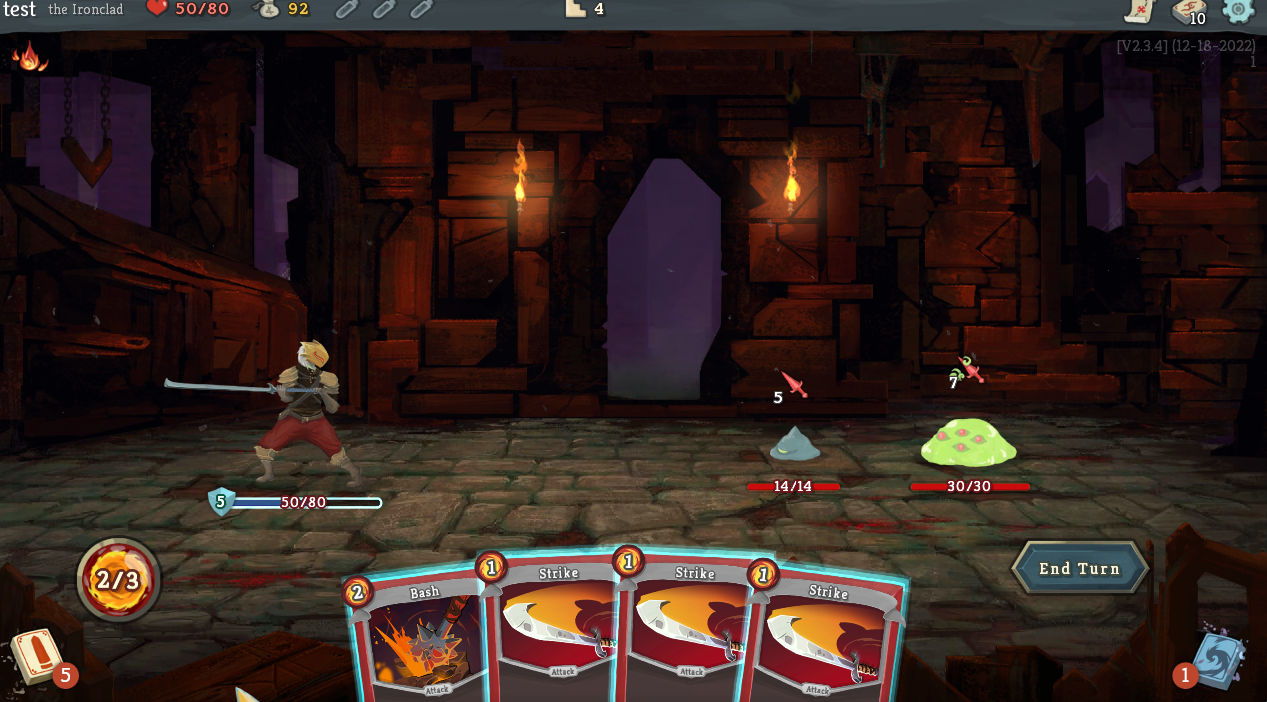 test the Ironclad 50/80 92 4 10
[V2.3.4] (12-18-2022)
1
5 7
14/14 30/30
5 50/80
2/3
2 Bash Attack
1 Strike Attack
1 Strike Attack
1 Strike Attack
End Turn
5
1